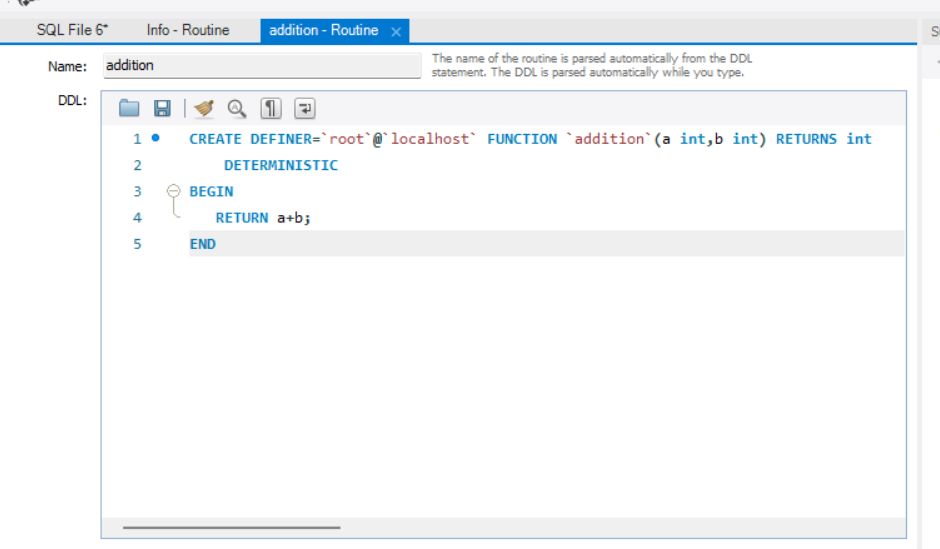 SQL File 6* Info - Routine addition - Routine ×
Name: addition
The name of the routine is parsed automatically from the DDL
statement. The DDL is parsed automatically while you type.
DDL:
1 CREATE DEFINER=`root`@`localhost` FUNCTION `addition`(a int,b int) RETURNS int
2 DETERMINISTIC
3 BEGIN
4 RETURN a+b;
5 END